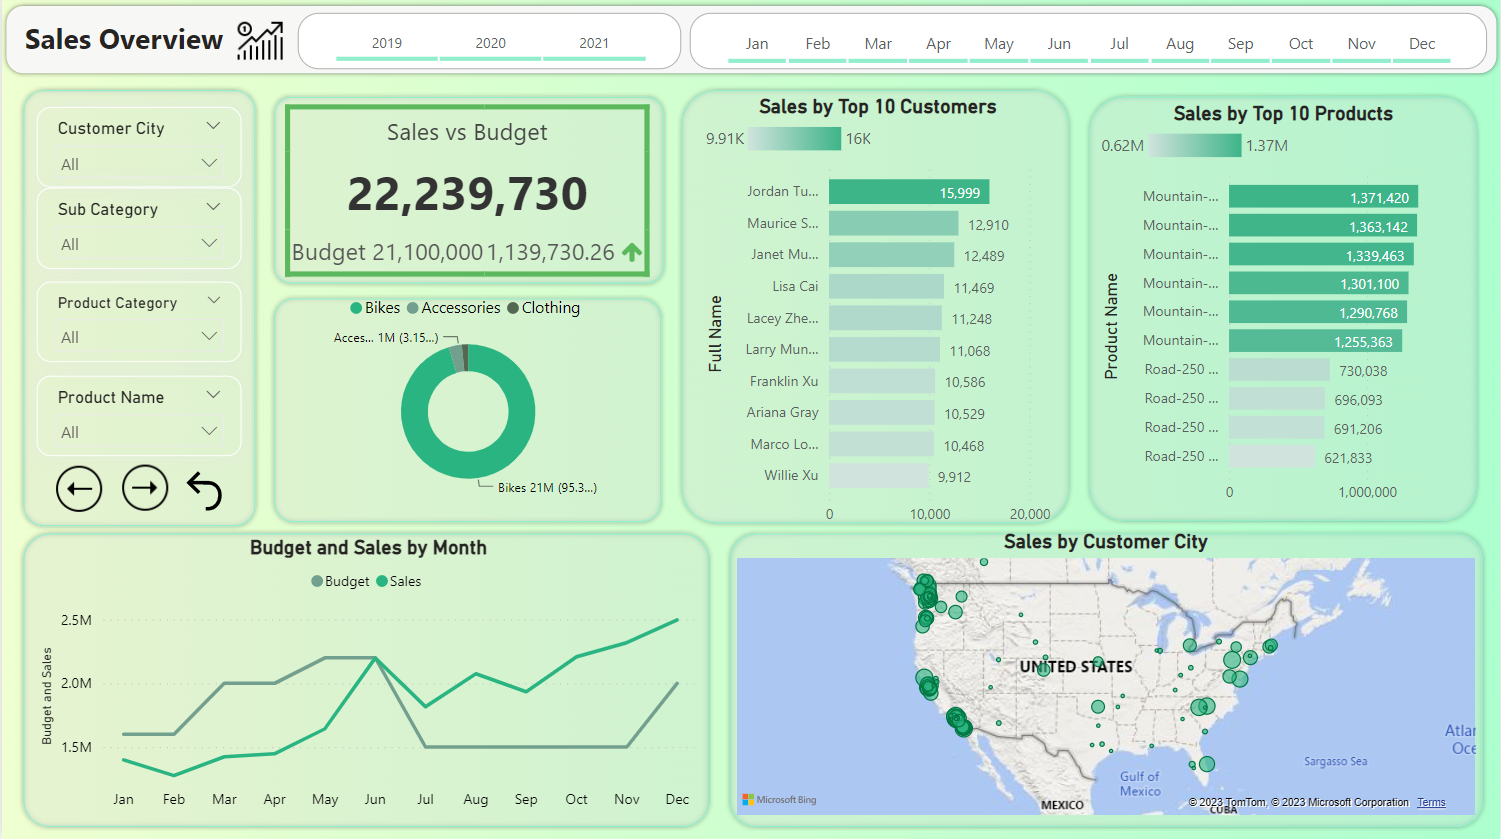 Sales Overview
2019 2020 2021
Jan Feb Mar Apr May Jun Jul Aug Sep Oct Nov Dec
Customer City
All
Sub Category
All
Product Category
All
Product Name
All
Sales vs Budget
22,239,730
Budget 21,100,000 1,139,730.26
Bikes Accessories Clothing
Acces... 1M (3.15...)
Bikes 21M (95.3...)
Sales by Top 10 Customers
9.91K 16K
Full Name
Jordan Tu... 15,999
Maurice S... 12,910
Janet Mu... 12,489
Lisa Cai 11,469
Lacey Zhe... 11,248
Larry Mun... 11,068
Franklin Xu 10,586
Ariana Gray 10,529
Marco Lo... 10,468
Willie Xu 9,912
0 10,000 20,000
Sales by Top 10 Products
0.62M 1.37M
Product Name
Mountain-... 1,371,420
Mountain-... 1,363,142
Mountain-... 1,339,463
Mountain-... 1,301,100
Mountain-... 1,290,768
Mountain-... 1,255,363
Road-250 ... 730,038
Road-250 ... 696,093
Road-250 ... 691,206
Road-250 ... 621,833
0 1,000,000
Budget and Sales by Month
Budget Sales
Budget and Sales
2.5M
2.0M
1.5M
Jan Feb Mar Apr May Jun Jul Aug Sep Oct Nov Dec
Sales by Customer City
UNITED STATES
Atlan
Oce
Sargasso Sea
Gulf of
Mexico
MEXICO
CUBA
Microsoft Bing
© 2023 TomTom, © 2023 Microsoft Corporation Terms